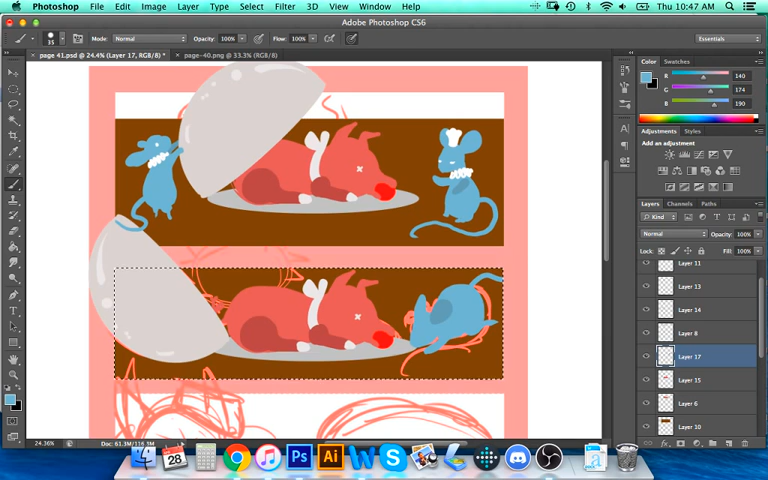 Photoshop File Edit Image Layer Type Select Filter 3D View Window Help Thu 10:47 AM
Adobe Photoshop CS6
35 Mode: Normal Opacity: 100% Flow: 100% Essentials
page 41.psd @ 24.4% (Layer 17, RGB/8) * page-40.png @ 33.3% (RGB/8)
Color Swatches
R 140
G 174
B 190
Adjustments Styles
Add an adjustment
Layers Channels Paths
Kind
Normal Opacity: 100%
Lock: Fill: 100%
Layer 11
Layer 13
Layer 14
Layer 8
Layer 17
Layer 15
Layer 6
Layer 10
24.36% Doc: 61.3M/116.3M
28 Ps Ai W S